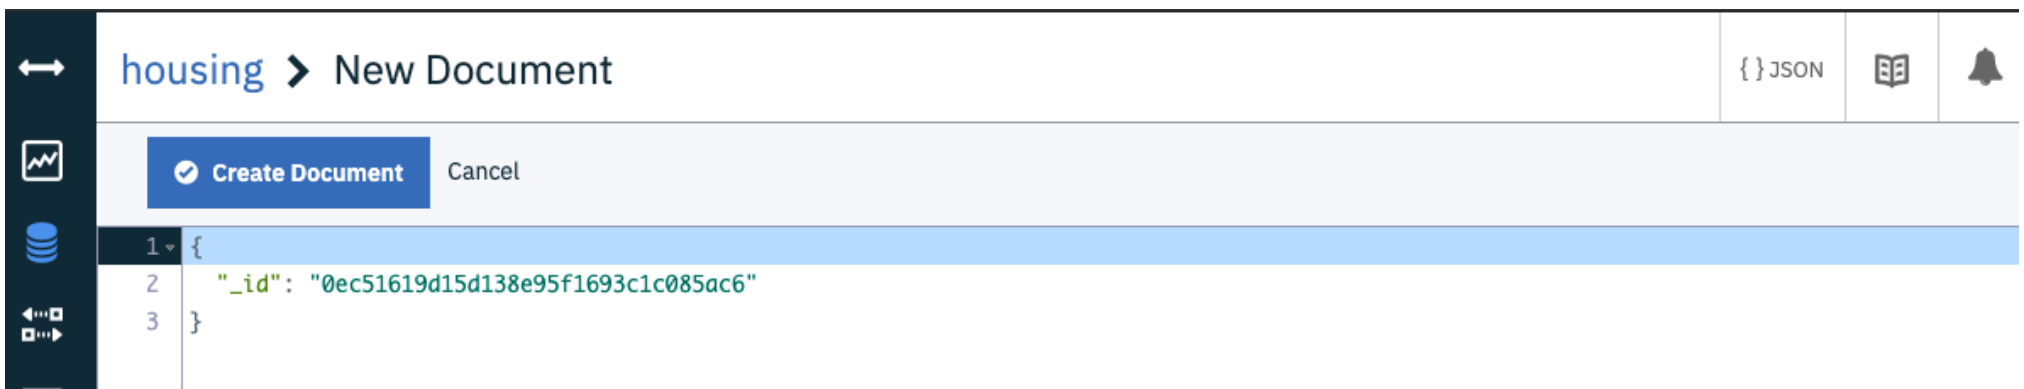 housing > New Document
{ } JSON
Create Document Cancel
1 {
2 "_id": "0ec51619d15d138e95f1693c1c085ac6"
3 }